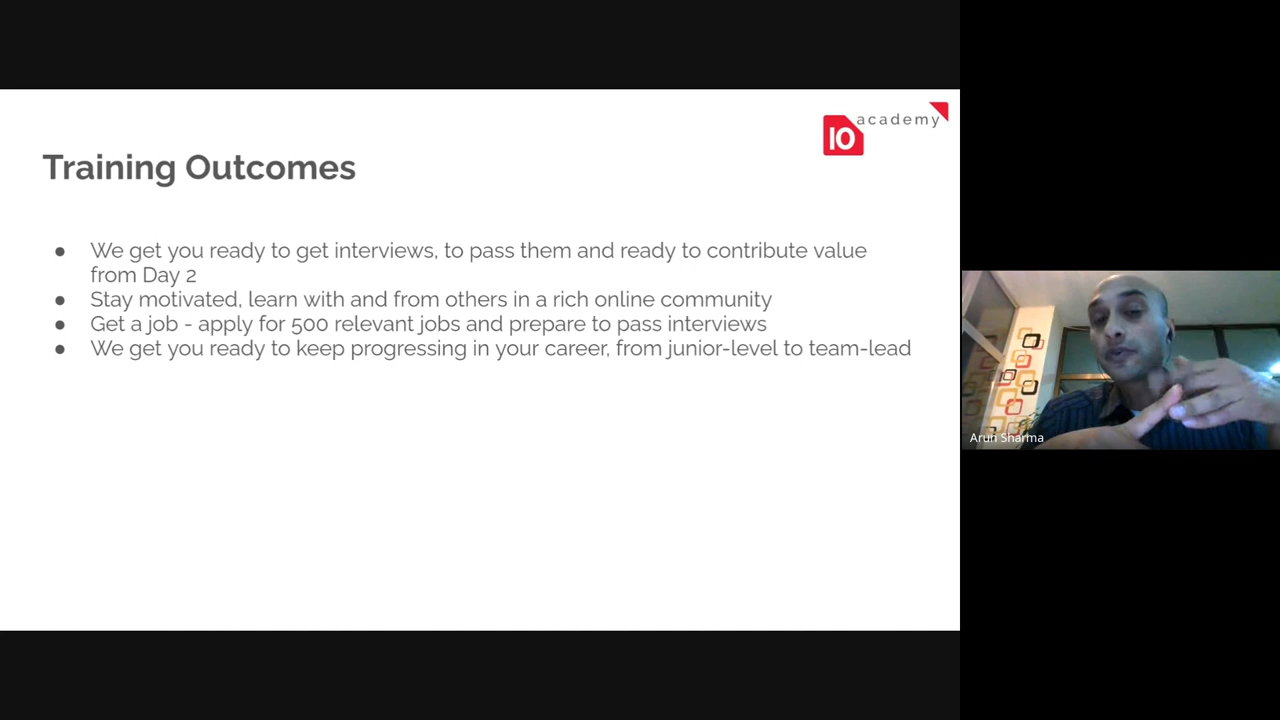 10 academy
Training Outcomes
● We get you ready to get interviews, to pass them and ready to contribute value
from Day 2
● Stay motivated, learn with and from others in a rich online community
● Get a job - apply for 500 relevant jobs and prepare to pass interviews
● We get you ready to keep progressing in your career, from junior-level to team-lead
Arun Sharma